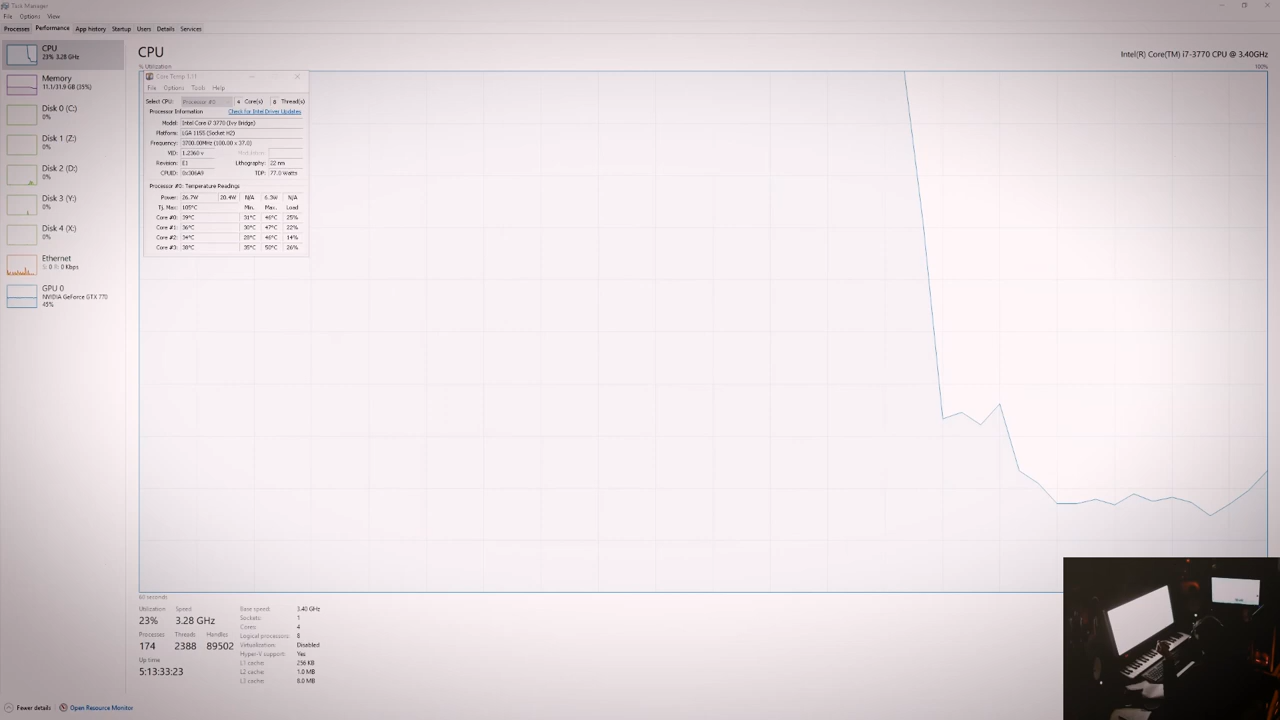 Task Manager
File Options View
Processes Performance App history Startup Users Details Services
CPU
23% 3.28 GHz
Memory
11.1/31.9 GB (35%)
Disk 0 (C:)
0%
Disk 1 (Z:)
0%
Disk 2 (D:)
0%
Disk 3 (Y:)
0%
Disk 4 (X:)
0%
Ethernet
S: 0 R: 0 Kbps
GPU 0
NVIDIA GeForce GTX 770
45%
CPU
Intel(R) Core(TM) i7-3770 CPU @ 3.40GHz
% Utilization
100%
Core Temp 1.11
File Options Tools Help
Select CPU: Processor #0 4 Core(s) 8 Thread(s)
Processor Information Check for Intel Driver Updates
Model: Intel Core i7 3770 (Ivy Bridge)
Platform: LGA 1155 (Socket H2)
Frequency: 3700.00MHz (100.00 x 37.0)
VID: 1.2360 v
Revision: E1 Lithography: 22 nm
CPUID: 0x306A9 TDP: 77.0 Watts
Processor #0: Temperature Readings
Power: 26.7W 20.4W N/A 6.3W N/A
Tj. Max: 105°C Min. Max. Load
Core #0: 39°C 31°C 46°C 25%
Core #1: 36°C 30°C 47°C 22%
Core #2: 34°C 28°C 46°C 14%
Core #3: 38°C 35°C 50°C 26%
60 seconds
Utilization Speed
23% 3.28 GHz
Processes Threads Handles
174 2388 89502
Up time
5:13:33:23
Base speed: 3.40 GHz
Sockets: 1
Cores: 4
Logical processors: 8
Virtualization: Disabled
Hyper-V support: Yes
L1 cache: 256 KB
L2 cache: 1.0 MB
L3 cache: 8.0 MB
Fewer details Open Resource Monitor